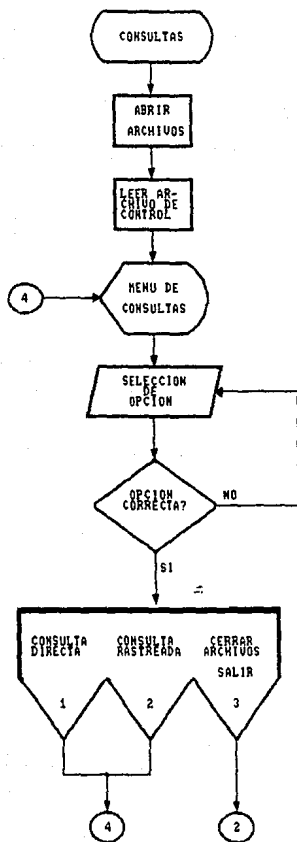 CONSULTAS
ABRIR
ARCHIVOS
LEER AR-
CHIVO DE
CONTROL
4
MENU DE
CONSULTAS
SELECCION
DE
OPCION
OPCION
CORRECTA?
NO
SI
CONSULTA
DIRECTA
1
CONSULTA
RASTREADA
2
CERRAR
ARCHIVOS
SALIR
3
4
2